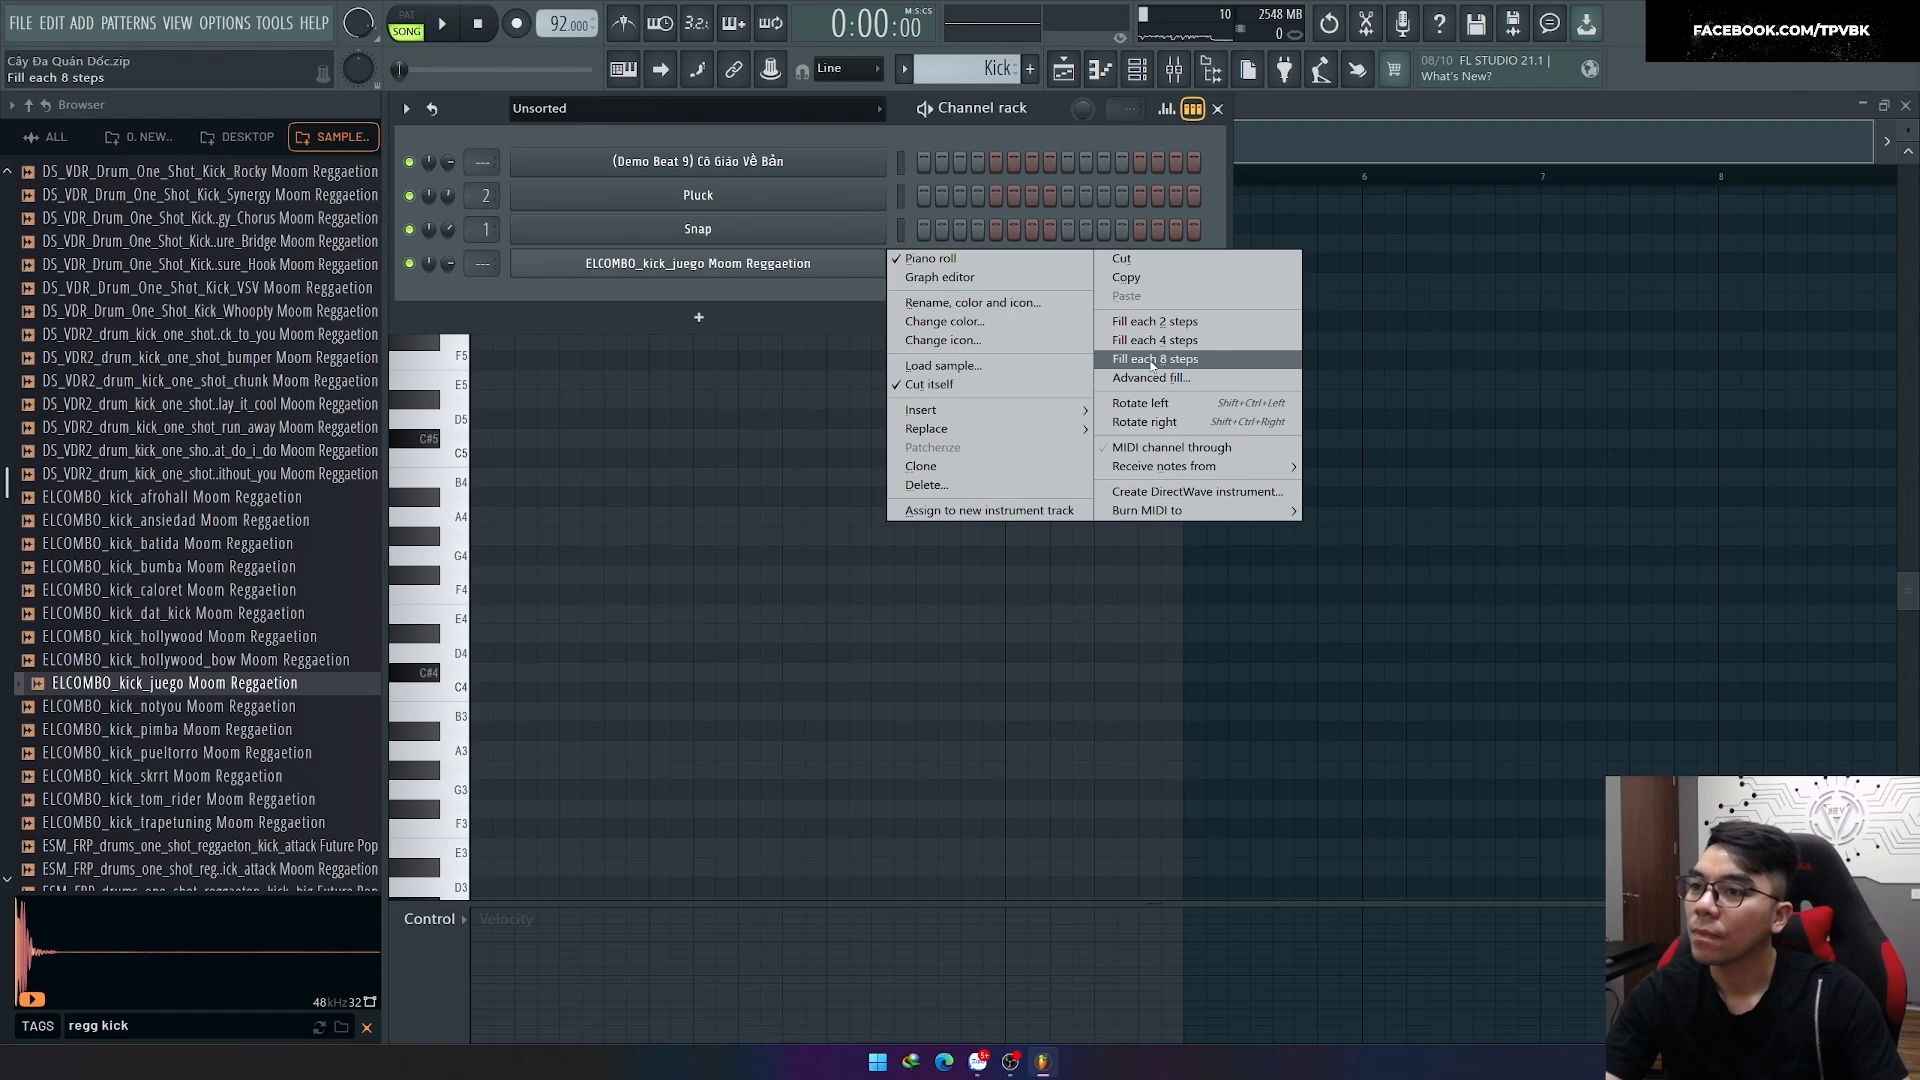 FILE EDIT ADD PATTERNS VIEW OPTIONS TOOLS HELP
PAT
SONG
92.000
3.2.
0:00:00
M:S:CS
10
2548 MB
0
FACEBOOK.COM/TPVBK
Cây Đa Quán Dốc.zip
Fill each 8 steps
Line
Kick
08/10 FL STUDIO 21.1 |
What's New?
Browser
ALL
0. NEW..
DESKTOP
SAMPLE..
Unsorted
Channel rack
(Demo Beat 9) Cô Giáo Về Bản
2
Pluck
1
Snap
ELCOMBO_kick_juego Moom Reggaetion
DS_VDR_Drum_One_Shot_Kick_Rocky Moom Reggaetion
DS_VDR_Drum_One_Shot_Kick_Synergy Moom Reggaetion
DS_VDR_Drum_One_Shot_Kick..gy_Chorus Moom Reggaetion
DS_VDR_Drum_One_Shot_Kick..ure_Bridge Moom Reggaetion
DS_VDR_Drum_One_Shot_Kick..sure_Hook Moom Reggaetion
DS_VDR_Drum_One_Shot_Kick_VSV Moom Reggaetion
DS_VDR_Drum_One_Shot_Kick_Whoopty Moom Reggaetion
DS_VDR2_drum_kick_one_shot..ck_to_you Moom Reggaetion
DS_VDR2_drum_kick_one_shot_bumper Moom Reggaetion
DS_VDR2_drum_kick_one_shot_chunk Moom Reggaetion
DS_VDR2_drum_kick_one_shot..lay_it_cool Moom Reggaetion
DS_VDR2_drum_kick_one_shot_run_away Moom Reggaetion
DS_VDR2_drum_kick_one_sho..at_do_i_do Moom Reggaetion
DS_VDR2_drum_kick_one_shot..ithout_you Moom Reggaetion
ELCOMBO_kick_afrohall Moom Reggaetion
ELCOMBO_kick_ansiedad Moom Reggaetion
ELCOMBO_kick_batida Moom Reggaetion
ELCOMBO_kick_bumba Moom Reggaetion
ELCOMBO_kick_caloret Moom Reggaetion
ELCOMBO_kick_dat_kick Moom Reggaetion
ELCOMBO_kick_hollywood Moom Reggaetion
ELCOMBO_kick_hollywood_bow Moom Reggaetion
ELCOMBO_kick_juego Moom Reggaetion
ELCOMBO_kick_notyou Moom Reggaetion
ELCOMBO_kick_pimba Moom Reggaetion
ELCOMBO_kick_pueltorro Moom Reggaetion
ELCOMBO_kick_skrrt Moom Reggaetion
ELCOMBO_kick_tom_rider Moom Reggaetion
ELCOMBO_kick_trapetuning Moom Reggaetion
ESM_FRP_drums_one_shot_reggaeton_kick_attack Future Pop
ESM_FRP_drums_one_shot_reg..ick_attack Moom Reggaetion
ESM_FRP_drums_one_shot_reggaeton_kick_big Future Pop
Piano roll
Graph editor
Rename, color and icon...
Change color...
Change icon...
Load sample...
Cut itself
Insert
Replace
Patcherize
Clone
Delete...
Assign to new instrument track
Cut
Copy
Paste
Fill each 2 steps
Fill each 4 steps
Fill each 8 steps
Advanced fill...
Rotate left Shift+Ctrl+Left
Rotate right Shift+Ctrl+Right
MIDI channel through
Receive notes from
Create DirectWave instrument...
Burn MIDI to
6 7 8
F5
E5
D5
C#5
C5
B4
A4
G4
F4
E4
D4
C#4
C4
B3
A3
G3
F3
E3
D3
Control
Velocity
48kHz32
TAGS
regg kick
5+